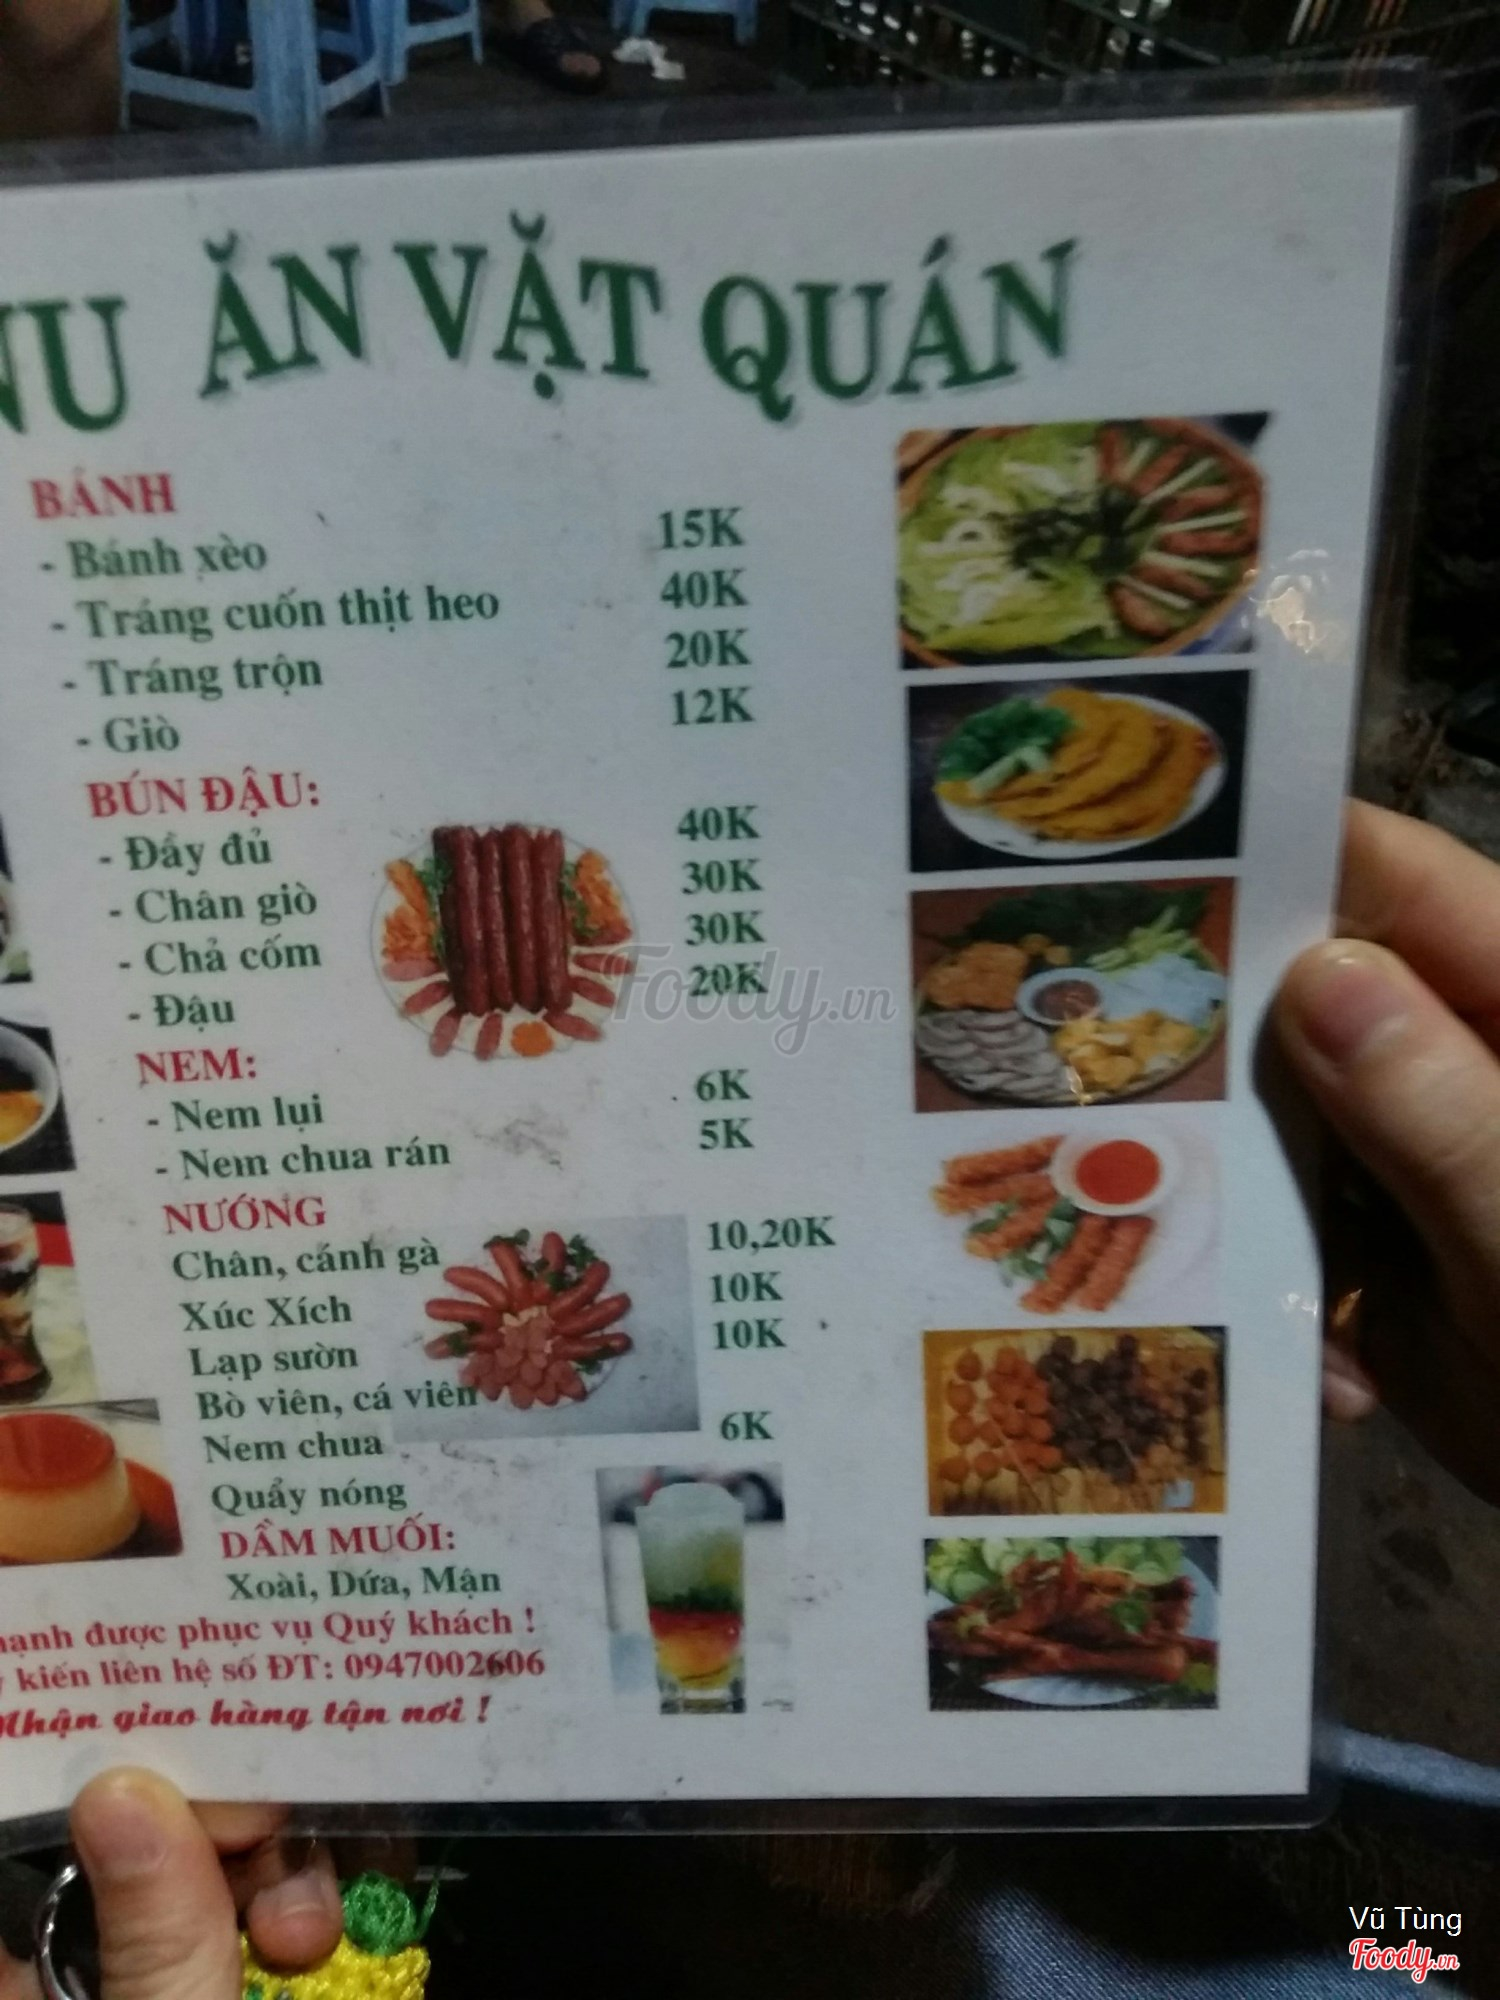 NU ĂN VẶT QUÁN
BÁNH
- Bánh xèo 15K
- Tráng cuốn thịt heo 40K
- Tráng trộn 20K
- Giò 12K
BÚN ĐẬU:
- Đầy đủ 40K
- Chân giò 30K
- Chả cốm 30K
- Đậu 20K
NEM:
- Nem lụi 6K
- Nem chua rán 5K
NƯỚNG
Chân, cánh gà 10,20K
Xúc Xích 10K
Lạp sườn 10K
Bò viên, cá viên
Nem chua 6K
Quẩy nóng
DẦM MUỐI:
Xoài, Dứa, Mận
hạnh được phục vụ Quý khách !
ý kiến liên hệ số ĐT: 0947002606
Nhận giao hàng tận nơi !
Foody.vn
Vũ Tùng
Foody.vn